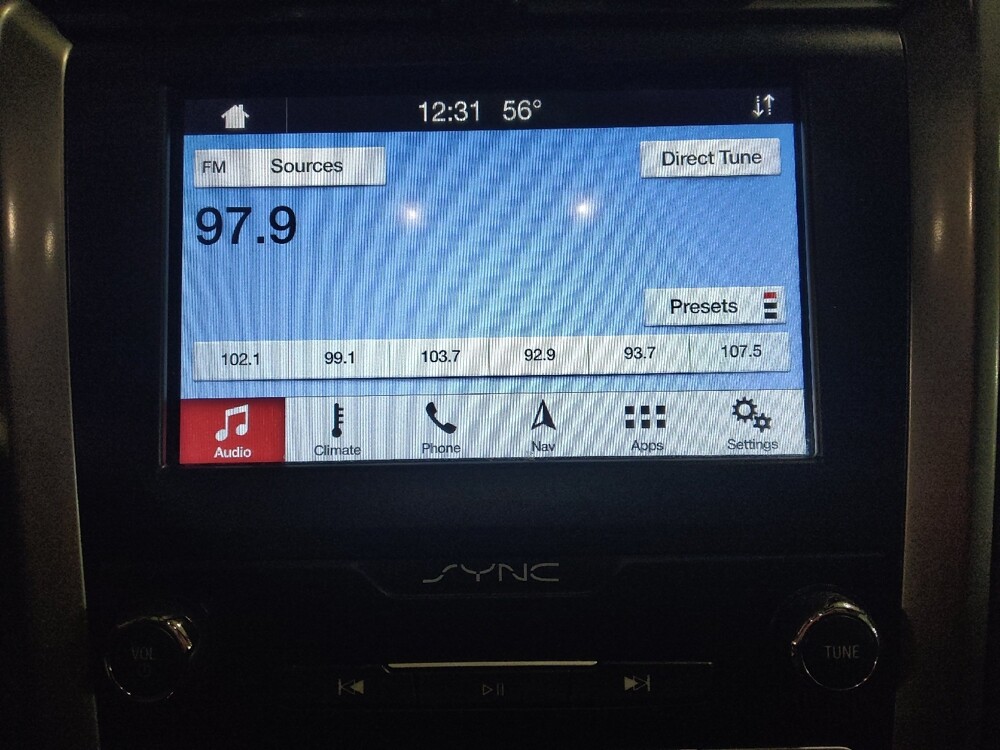 12:31 56°
FM Sources Direct Tune
97.9
Presets
102.1 99.1 103.7 92.9 93.7 107.5
Audio Climate Phone Nav Apps Settings
SYNC
VOL TUNE